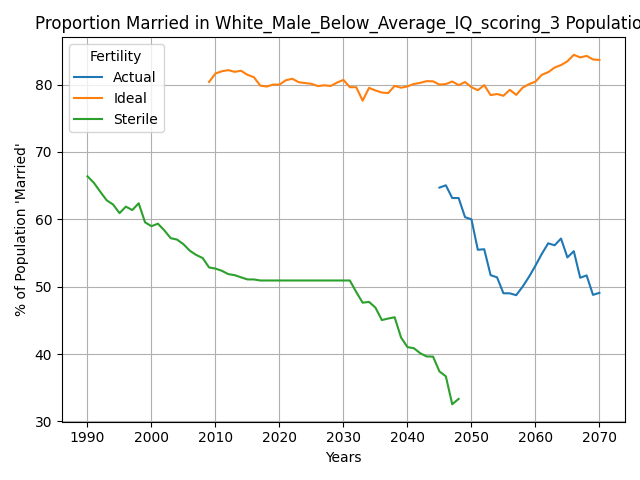 Proportion Married in White_Male_Below_Average_IQ_scoring_3 Populatio
Fertility
Actual
Ideal
Sterile
% of Population 'Married'
80
70
60
50
40
30
1990 2000 2010 2020 2030 2040 2050 2060 2070
Years